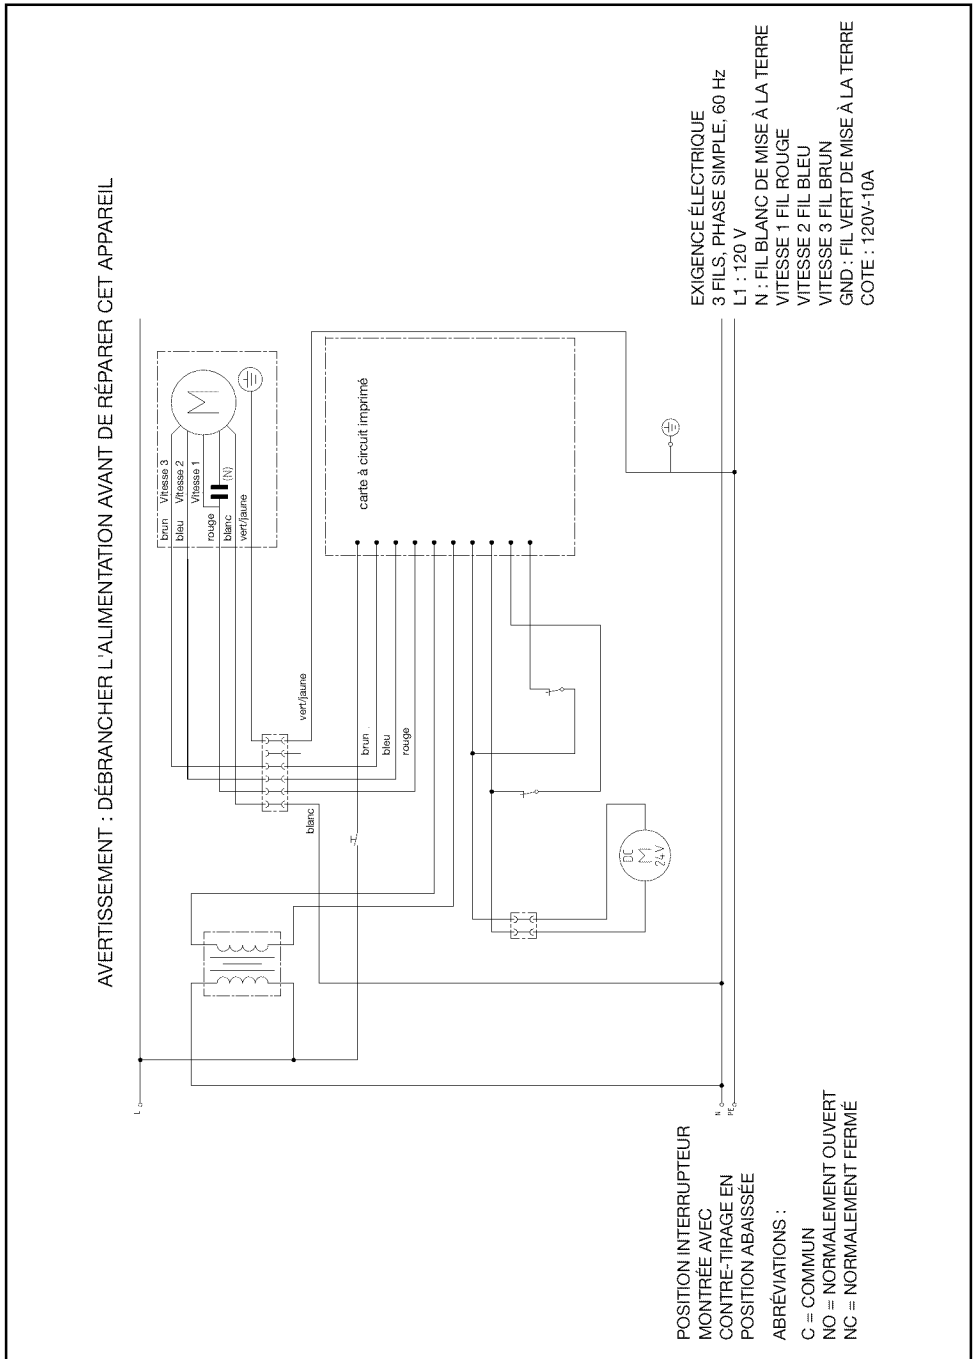 AVERTISSEMENT : DÉBRANCHER L'ALIMENTATION AVANT DE RÉPARER CET APPAREIL
L
N
PE
brun Vitesse 3
bleu Vitesse 2
Vitesse 1
rouge
(N)
blanc
vert/jaune
M
vert/jaune
blanc
carte à circuit imprimé
brun
bleu
rouge
DC
M
24V
POSITION INTERRUPTEUR
MONTRÉE AVEC
CONTRE-TIRAGE EN
POSITION ABAISSÉE
ABRÉVIATIONS :
C = COMMUN
NO = NORMALEMENT OUVERT
NC = NORMALEMENT FERMÉ
EXIGENCE ÉLECTRIQUE
3 FILS, PHASE SIMPLE, 60 Hz
L1 : 120 V
N : FIL BLANC DE MISE À LA TERRE
VITESSE 1 FIL ROUGE
VITESSE 2 FIL BLEU
VITESSE 3 FIL BRUN
GND : FIL VERT DE MISE À LA TERRE
COTE : 120V-10A